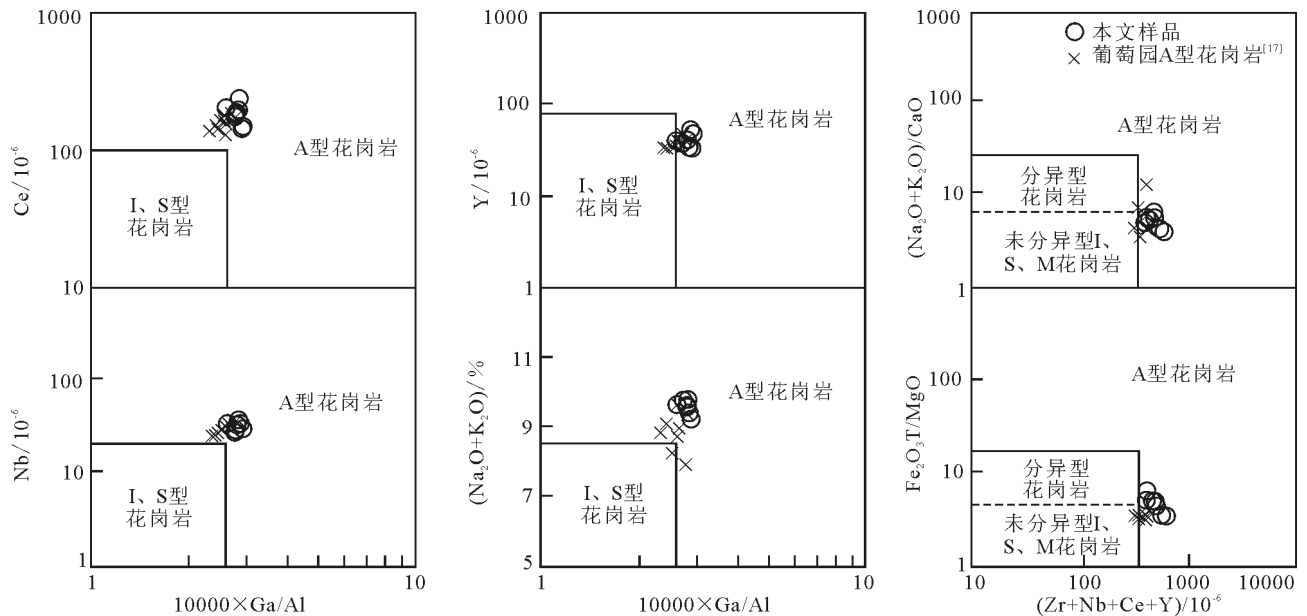 1000
100
10
Ce/10⁻⁶
A型花岗岩
I、S型
花岗岩
100
10
1
Nb/10⁻⁶
A型花岗岩
I、S型
花岗岩
1
10
10000×Ga/Al
1000
100
10
1
Y/10⁻⁶
A型花岗岩
I、S型
花岗岩
11
9
7
5
(Na₂O+K₂O)/%
A型花岗岩
I、S型
花岗岩
1
10
10000×Ga/Al
1000
100
10
1
(Na₂O+K₂O)/CaO
本文样品
葡萄园A型花岗岩[17]
A型花岗岩
分异型
花岗岩
未分异型I、
S、M花岗岩
1000
100
10
1
Fe₂O₃T/MgO
A型花岗岩
分异型
花岗岩
未分异型I、
S、M花岗岩
10
100
1000
10000
(Zr+Nb+Ce+Y)/10⁻⁶